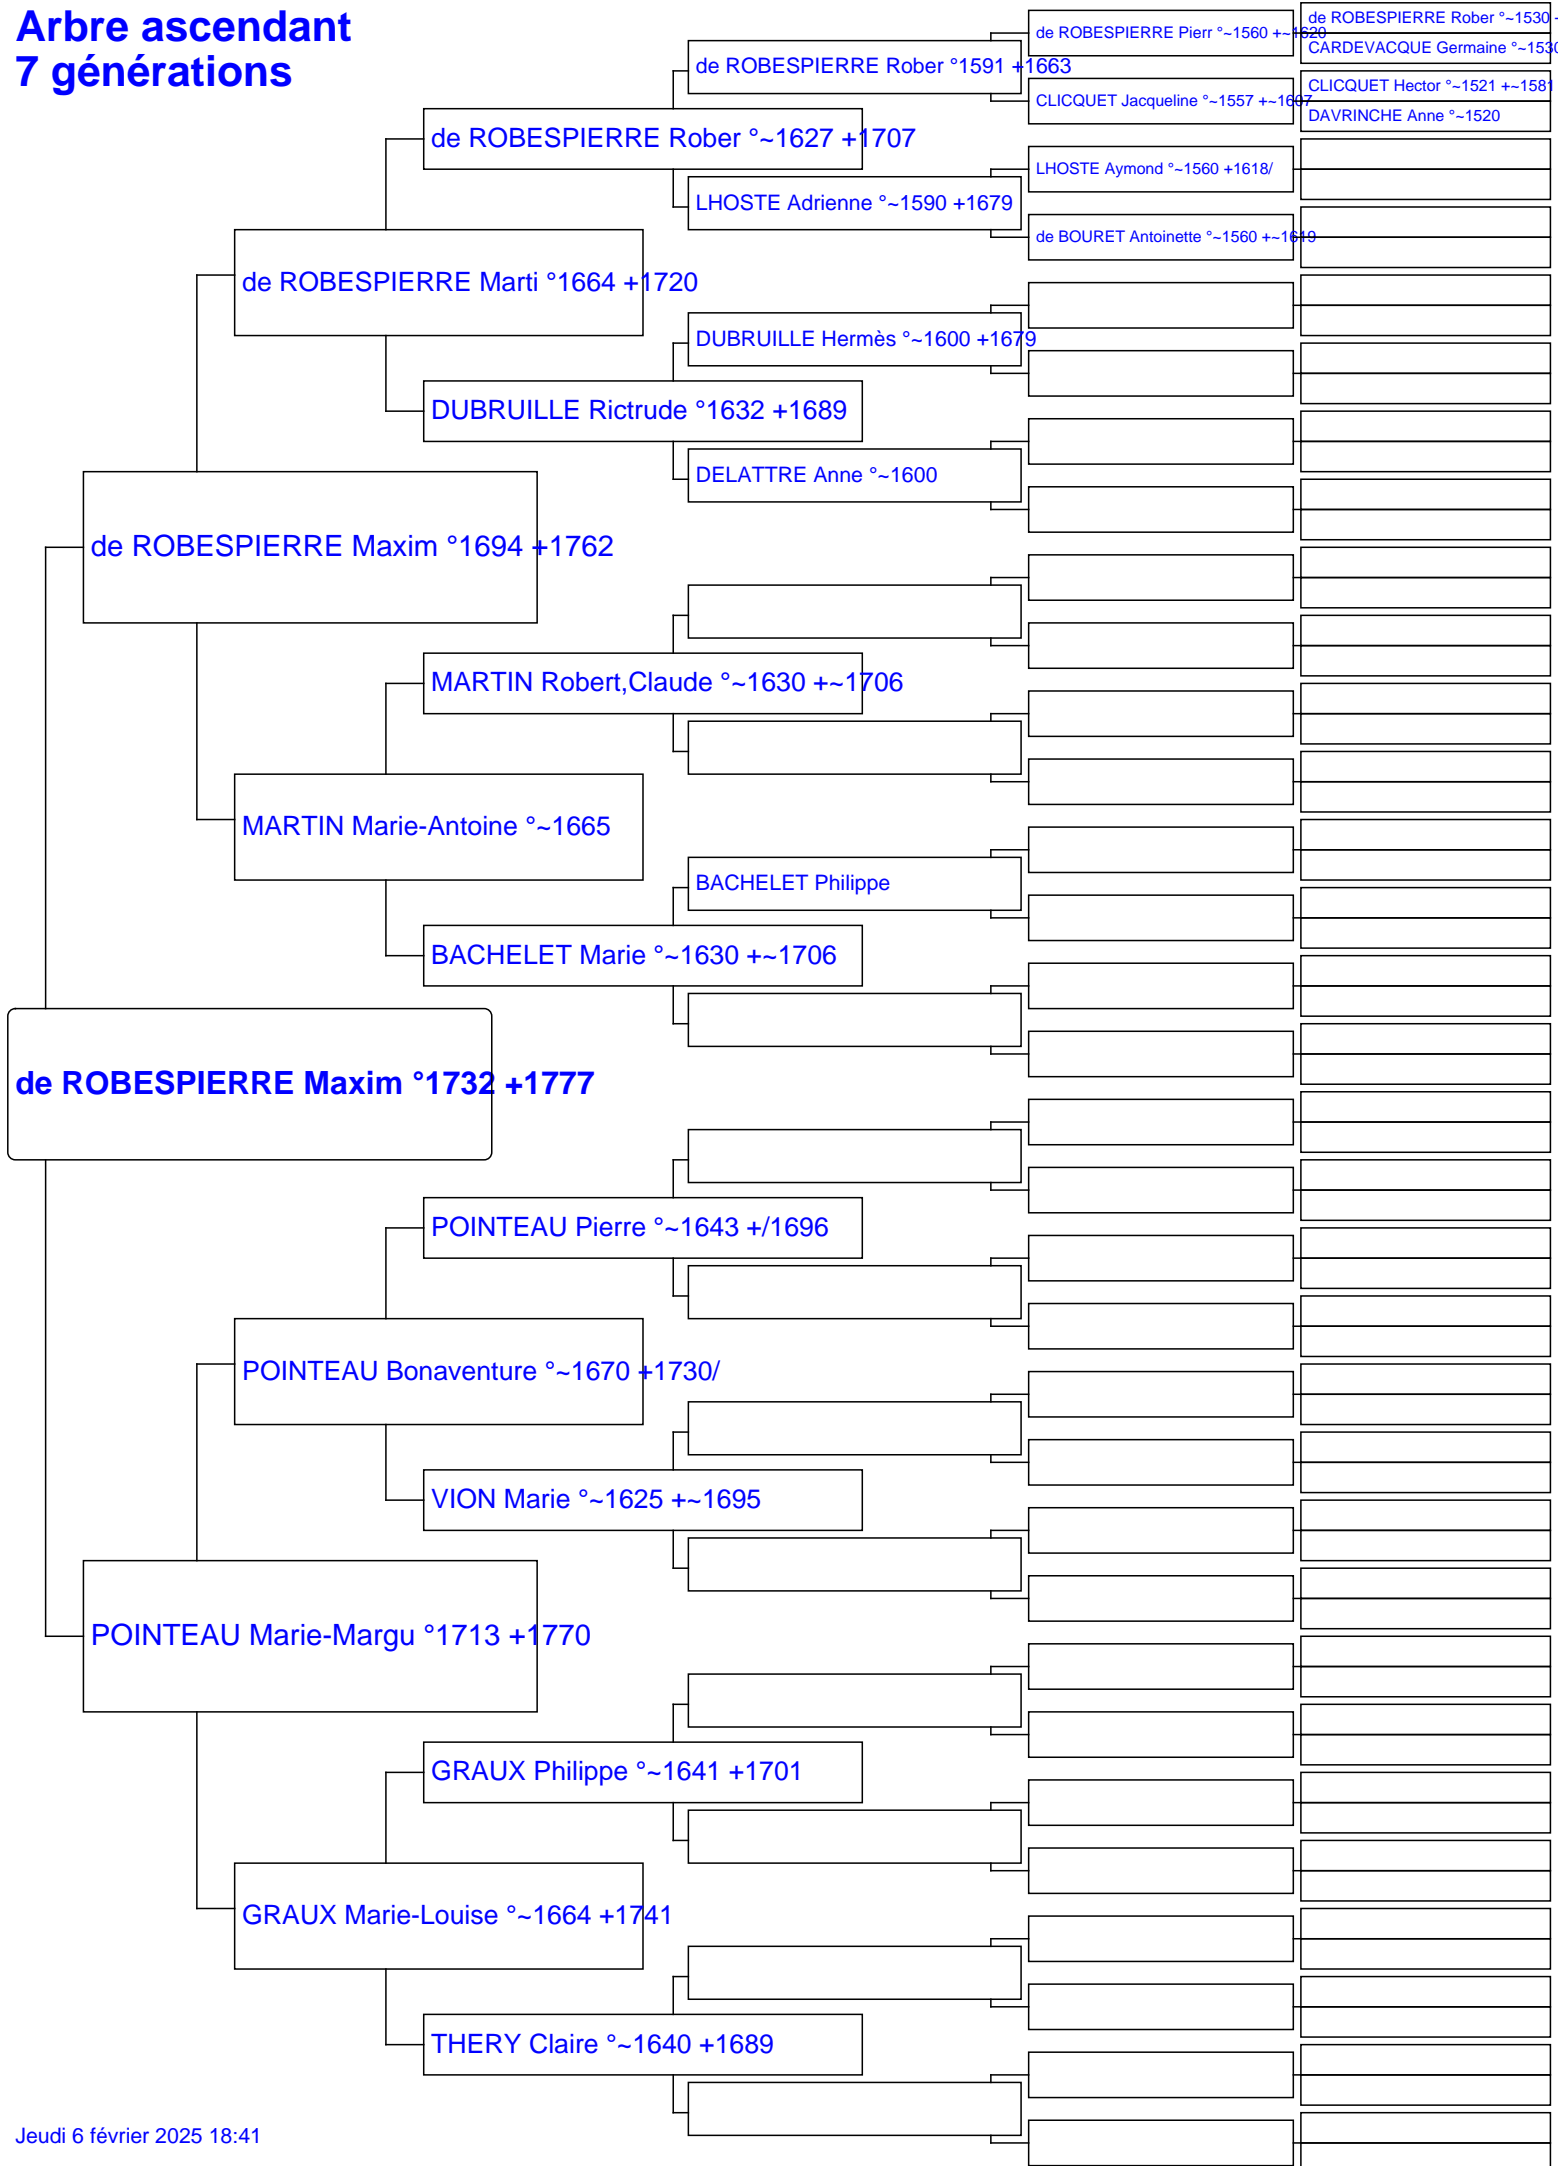 Arbre ascendant
7 générations
de ROBESPIERRE Rober °~1530 +
CARDEVACQUE Germaine °~1530
de ROBESPIERRE Pierr °~1560 +~1620
CLICQUET Hector °~1521 +~1581
DAVRINCHE Anne °~1520
CLICQUET Jacqueline °~1557 +~1607
de ROBESPIERRE Rober °1591 +1663
de ROBESPIERRE Rober °~1627 +1707
LHOSTE Aymond °~1560 +1618/
LHOSTE Adrienne °~1590 +1679
de BOURET Antoinette °~1560 +~1619
de ROBESPIERRE Marti °1664 +1720
DUBRUILLE Hermès °~1600 +1679
DUBRUILLE Rictrude °1632 +1689
DELATTRE Anne °~1600
de ROBESPIERRE Maxim °1694 +1762
MARTIN Robert,Claude °~1630 +~1706
MARTIN Marie-Antoine °~1665
BACHELET Philippe
BACHELET Marie °~1630 +~1706
de ROBESPIERRE Maxim °1732 +1777
POINTEAU Pierre °~1643 +/1696
POINTEAU Bonaventure °~1670 +1730/
VION Marie °~1625 +~1695
POINTEAU Marie-Margu °1713 +1770
GRAUX Philippe °~1641 +1701
GRAUX Marie-Louise °~1664 +1741
THERY Claire °~1640 +1689
Jeudi 6 février 2025 18:41